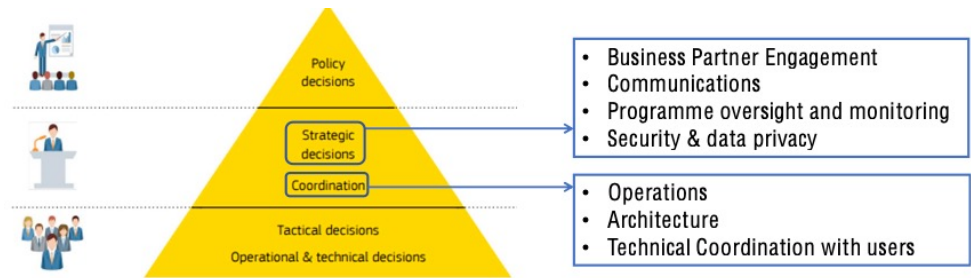 Policy
decisions
Strategic
decisions
Coordination
Tactical decisions
Operational & technical decisions
• Business Partner Engagement
• Communications
• Programme oversight and monitoring
• Security & data privacy
• Operations
• Architecture
• Technical Coordination with users